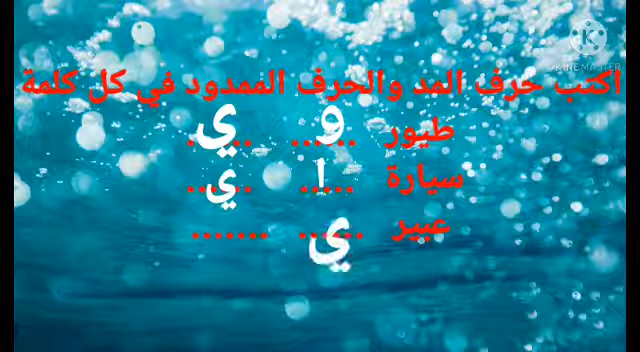 KINEMASTER
اكتب حرف المد والحرف الممدود في كل كلمة
طيور ...... و ...... ي
سيارة ..... ا ...... ي
عبير ...... ي .......